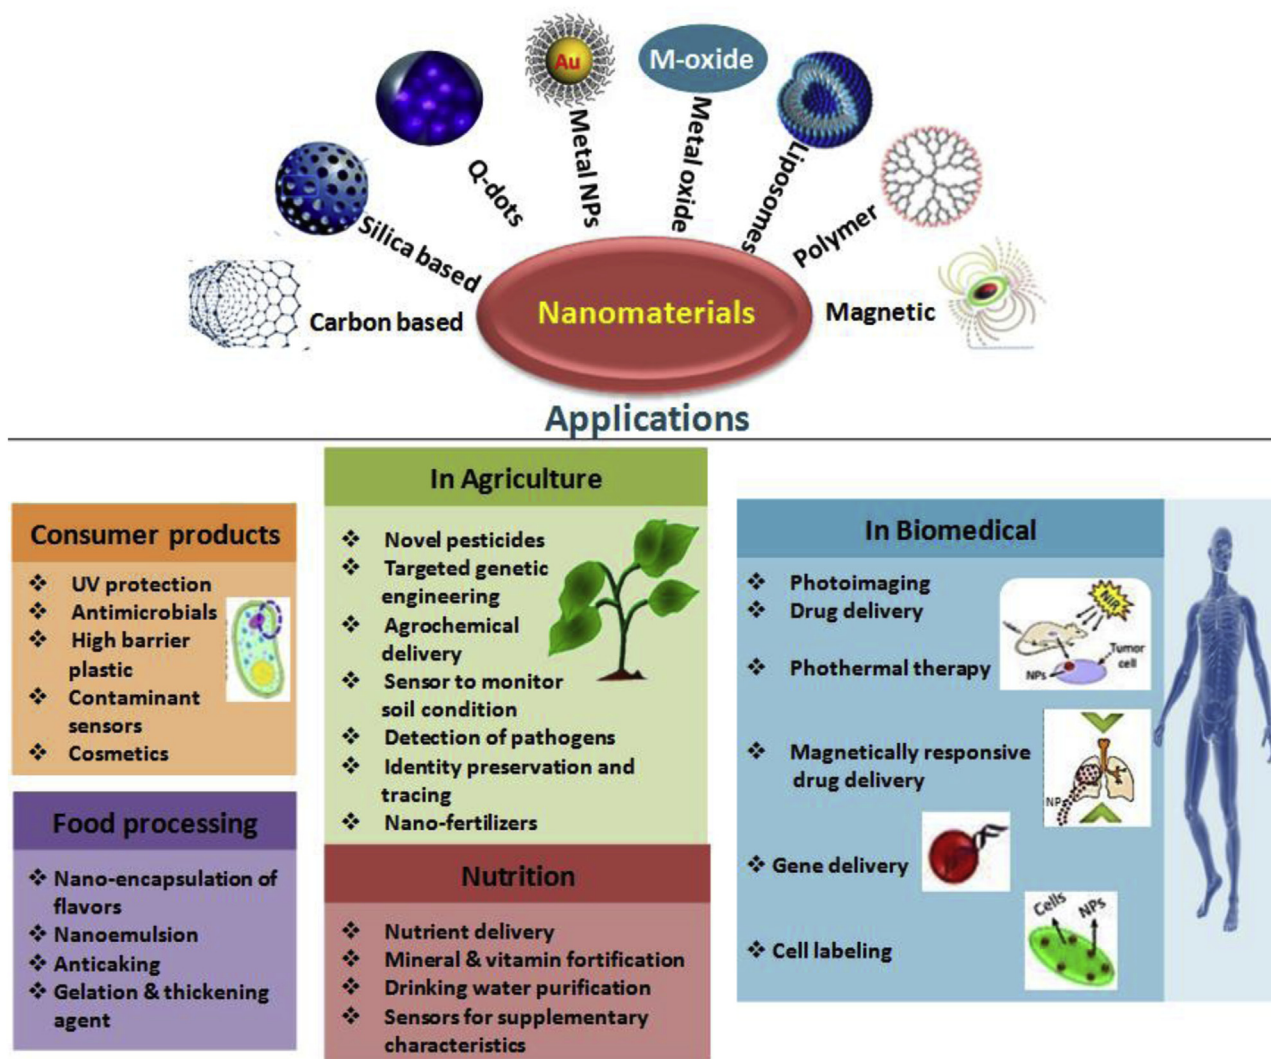 Au
M-oxide
Metal NPs
Metal oxide
Liposomes
Q-dots
Silica based
Polymer
Carbon based
Nanomaterials
Magnetic
Applications
Consumer products
❖ UV protection
❖ Antimicrobials
❖ High barrier
plastic
❖ Contaminant
sensors
❖ Cosmetics
Food processing
❖ Nano-encapsulation of
flavors
❖ Nanoemulsion
❖ Anticaking
❖ Gelation & thickening
agent
In Agriculture
❖ Novel pesticides
❖ Targeted genetic
engineering
❖ Agrochemical
delivery
❖ Sensor to monitor
soil condition
❖ Detection of pathogens
❖ Identity preservation and
tracing
❖ Nano-fertilizers
Nutrition
❖ Nutrient delivery
❖ Mineral & vitamin fortification
❖ Drinking water purification
❖ Sensors for supplementary
characteristics
In Biomedical
❖ Photoimaging
❖ Drug delivery
NIR
Tumor
cell
NPs
❖ Phothermal therapy
❖ Magnetically responsive
drug delivery
NP
❖ Gene delivery
Cells
NPs
❖ Cell labeling